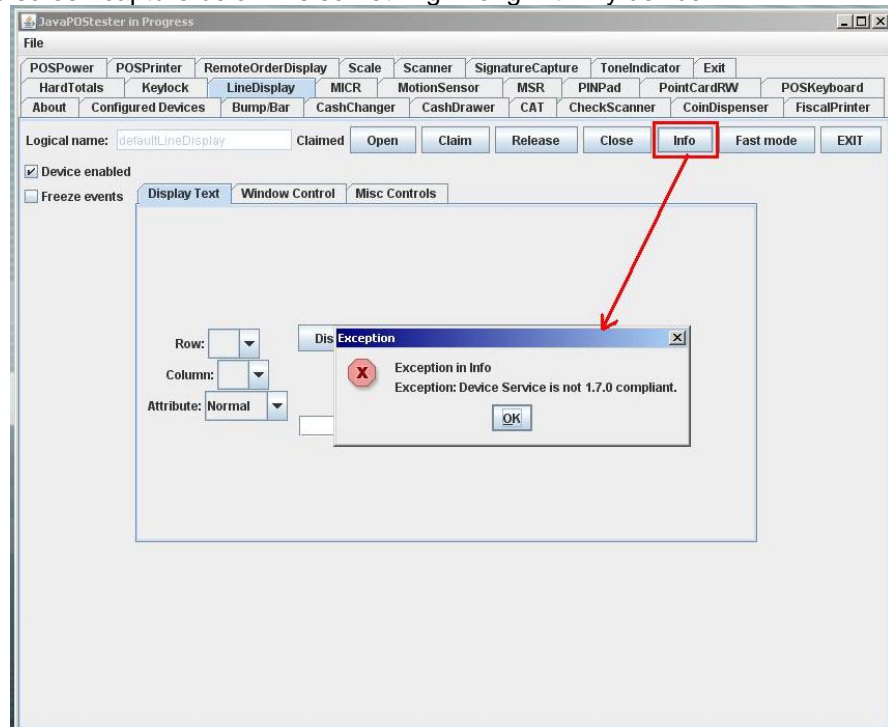 JavaPOStester in Progress
File
POSPower POSPrinter RemoteOrderDisplay Scale Scanner SignatureCapture ToneIndicator Exit
HardTotals Keylock LineDisplay MICR MotionSensor MSR PINPad PointCardRW POSKeyboard
About Configured Devices Bump/Bar CashChanger CashDrawer CAT CheckScanner CoinDispenser FiscalPrinter
Logical name: defaultLineDisplay Claimed Open Claim Release Close Info Fast mode EXIT
Device enabled
Freeze events Display Text Window Control Misc Controls
Row: Dis
Exception
Column:
Exception in Info
Exception: Device Service is not 1.7.0 compliant.
Attribute: Normal
OK